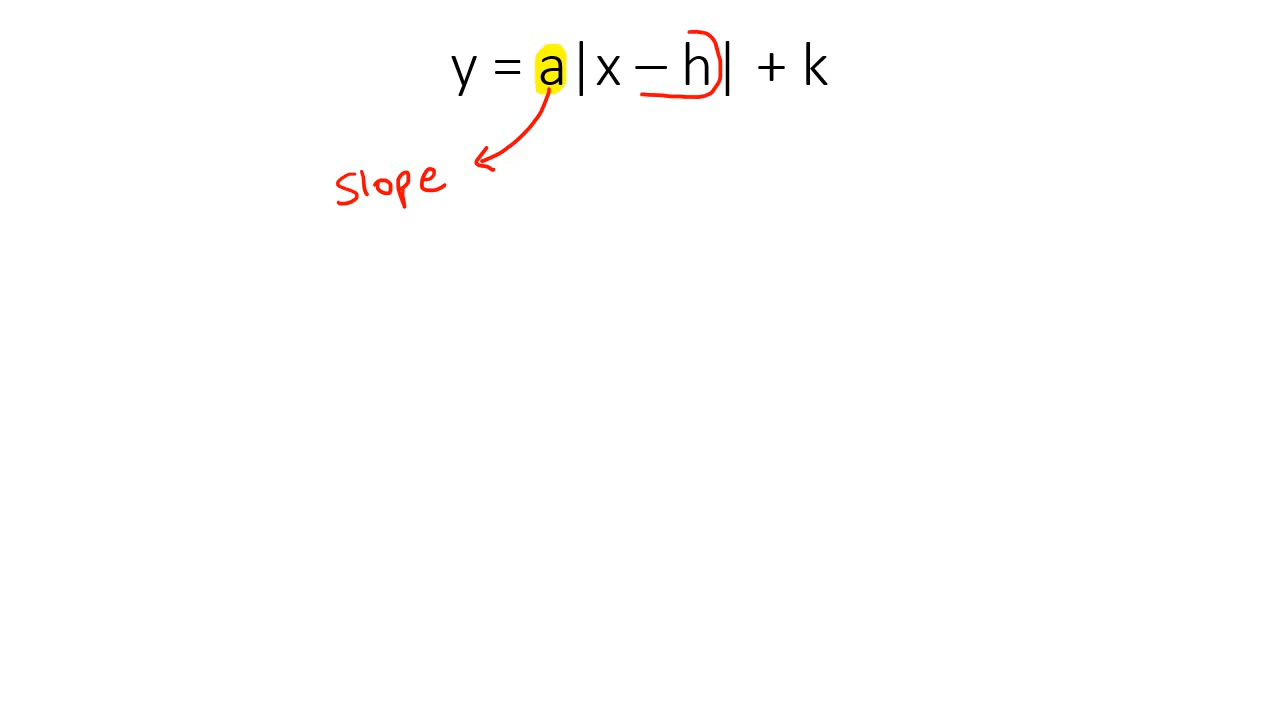 y = a|x – h| + k
Slope